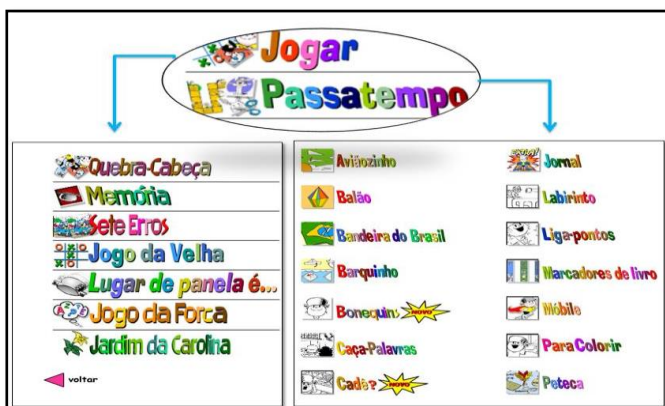 Jogar
Passatempo
Quebra-Cabeça
Memória
Sete Erros
Jogo da Velha
Lugar de panela é...
Jogo da Forca
Jardim da Carolina
voltar
Aviãozinho
Balão
Bandeira do Brasil
Barquinho
Bonequin NOVO
Caça-Palavras
Cadê? NOVO
Jornal
Labirinto
Liga-pontos
Marcadores de livro
Móbile
Para Colorir
Peteca